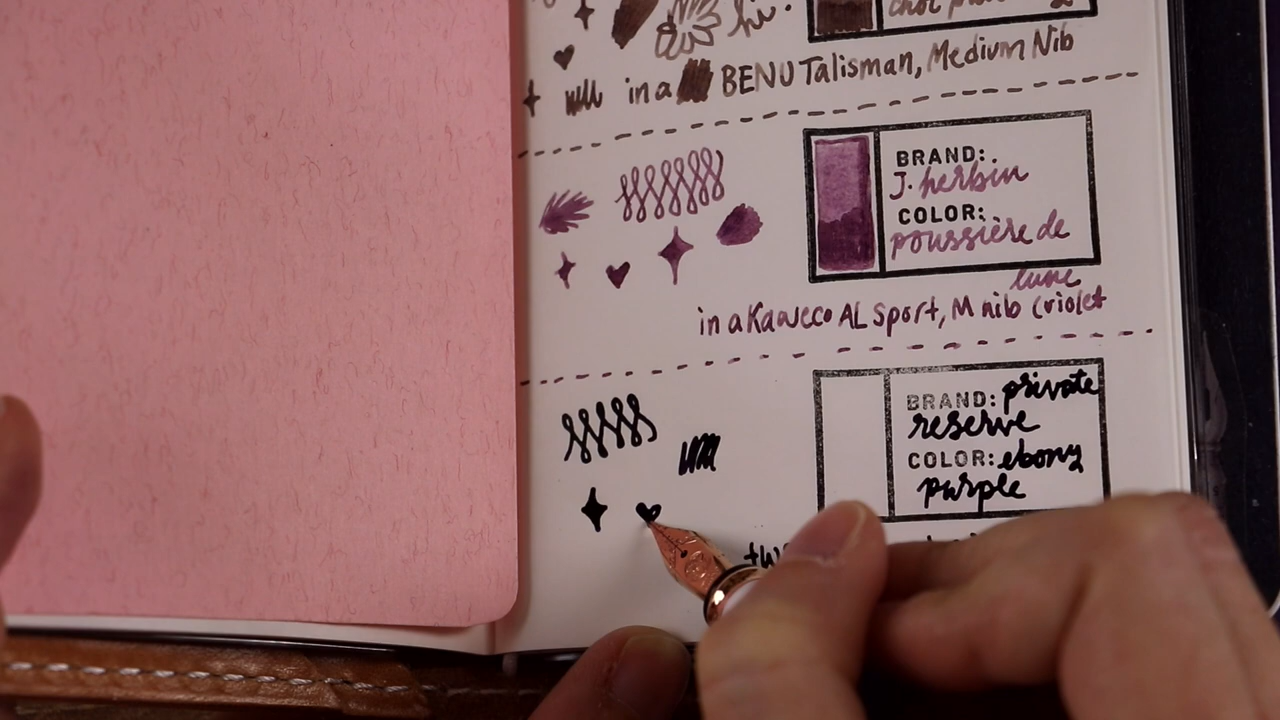 hi.
in a BENU Talisman, Medium Nib
BRAND:
J. herbin
COLOR:
poussière de
lune
in a Kaweco AL Sport, M nib (violet
BRAND: private
reserve
COLOR: ebony
purple